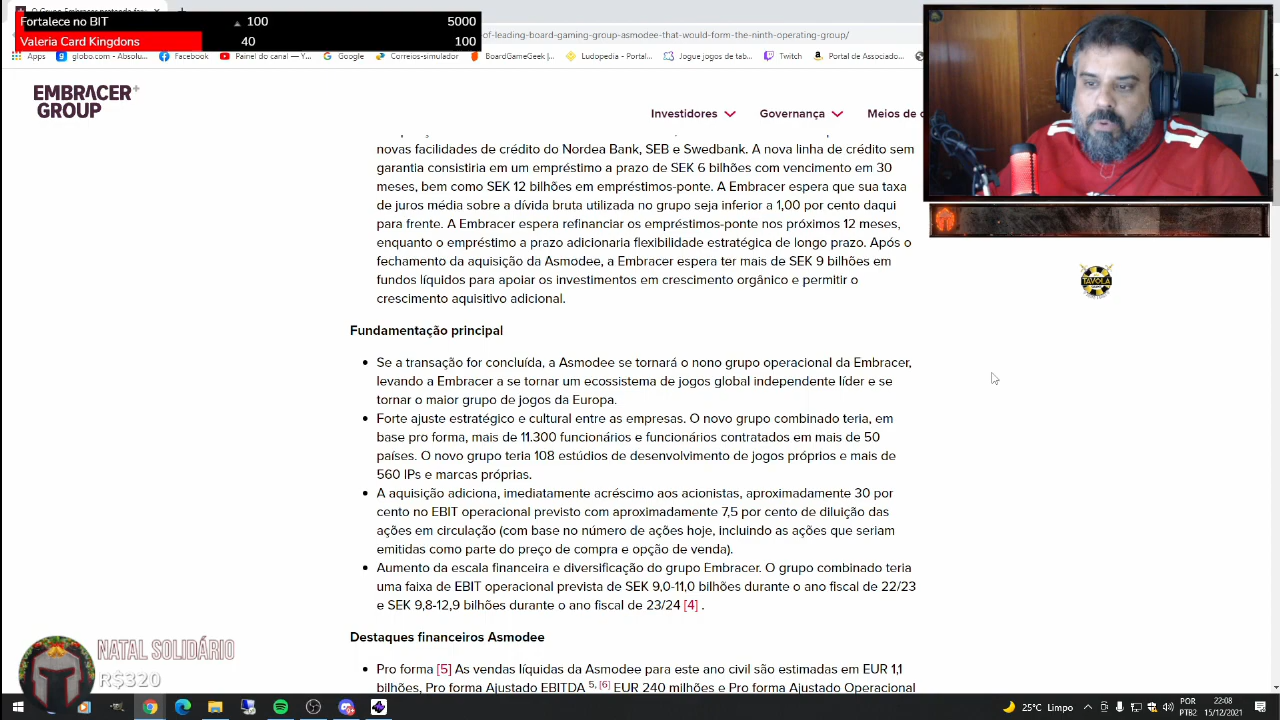 Fortalece no BIT 100 5000
Valeria Card Kingdons 40 100
of-leading-card-gaming-group-asmodee-that-would-form-the-ninth-operating-group/
Apps globo.com - Absolu... Facebook Painel do canal — Y... Google Correios-simulador BoardGameGeek |... Ludopedia - Portal... Jogue jogos de tab... Twitch Portal de Associado...
EMBRACER+
GROUP
Investidores Governança Meios de
novas facilidades de crédito do Nordea Bank, SEB e Swedbank. A nova linha de crédito sem
garantia consistiria em um empréstimo a prazo de SEK 6 bilhões com vencimento em 30
meses, bem como SEK 12 bilhões em empréstimos-ponte. A Embracer espera que sua taxa
de juros média sobre a dívida bruta utilizada no grupo seja inferior a 1,00 por cento daqui
para frente. A Embracer espera refinanciar os empréstimos-ponte nos próximos 12 meses,
enquanto o empréstimo a prazo adicionaria flexibilidade estratégica de longo prazo. Após o
fechamento da aquisição da Asmodee, a Embracer espera ter mais de SEK 9 bilhões em
fundos líquidos para apoiar os investimentos em crescimento orgânico e permitir o
crescimento aquisitivo adicional.
Fundamentação principal
Se a transação for concluída, a Asmodee se tornará o nono grupo operacional da Embracer,
levando a Embracer a se tornar um ecossistema de jogos global independente líder e se
tornar o maior grupo de jogos da Europa.
Forte ajuste estratégico e cultural entre as empresas. O novo grupo combinado teria, em
base pro forma, mais de 11.300 funcionários e funcionários contratados em mais de 50
países. O novo grupo teria 108 estúdios de desenvolvimento de jogos próprios e mais de
560 IPs e marcas próprias.
A aquisição adiciona, imediatamente acréscimo aos acionistas, aproximadamente 30 por
cento no EBIT operacional previsto com aproximadamente 7,5 por cento de diluição das
ações em circulação (com base no número de ações hoje, incluindo as ações que seriam
emitidas como parte do preço de compra e opção de venda).
Aumento da escala financeira e diversificação do grupo Embracer. O grupo combinado teria
uma faixa de EBIT operacional prevista de SEK 9,0-11,0 bilhões durante o ano fiscal de 22/23
e SEK 9,8-12,9 bilhões durante o ano fiscal de 23/24 [4] .
Destaques financeiros Asmodee
Pro forma [5] As vendas líquidas da Asmodee para este ano civil são estimadas em EUR 1,1
bilhões, Pro forma Ajustado EBITDA 5, [6] EUR 240 milhões e Pro forma Ajustado Operacional
TAVOLA
NATAL SOLIDÁRIO
R$320
25°C Limpo
POR
PTB2
22:08
15/12/2021